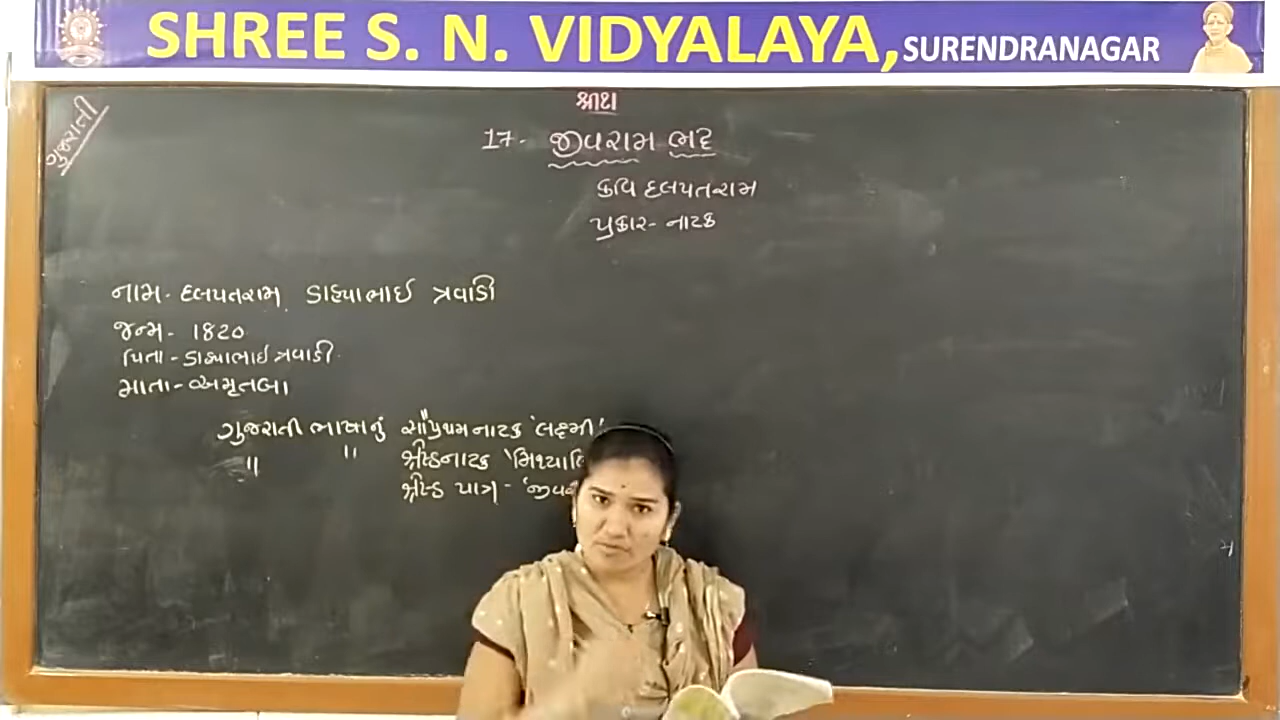 SHREE S. N. VIDYALAYA, SURENDRANAGAR
ગુજરાતી
શ્રીરામ
17- જીવરામ ભટ્ટ
કવિ દલપતરામ
પ્રકાર- નાટક
નામ- દલપતરામ ડાહ્યાભાઈ ત્રવાડી
જન્મ- 1820
પિતા - ડાહ્યાભાઇ ત્રવાડી.
માતા - અમૃતબા
ગુજરાતી ભાષાનું સૌપ્રથમ નાટક 'લક્ષ્મી'
" " નાટક
પાત્ર -